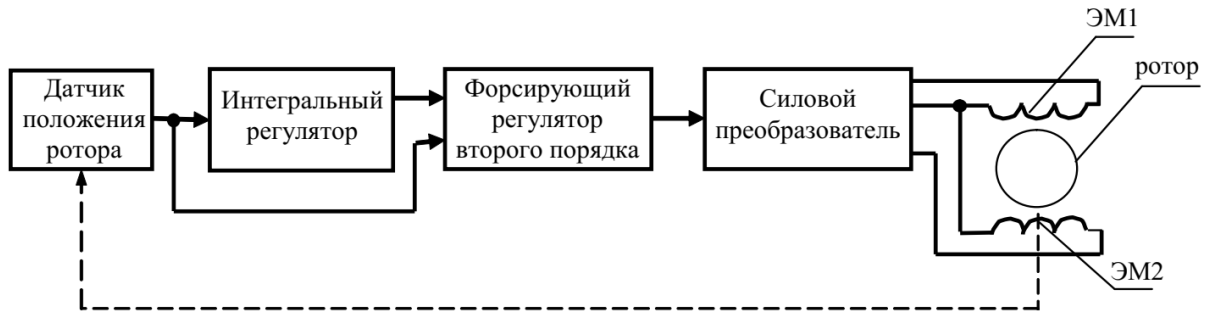 ЭМ1
ротор
Датчик
положения
ротора
Интегральный
регулятор
Форсирующий
регулятор
второго порядка
Силовой
преобразователь
ЭМ2